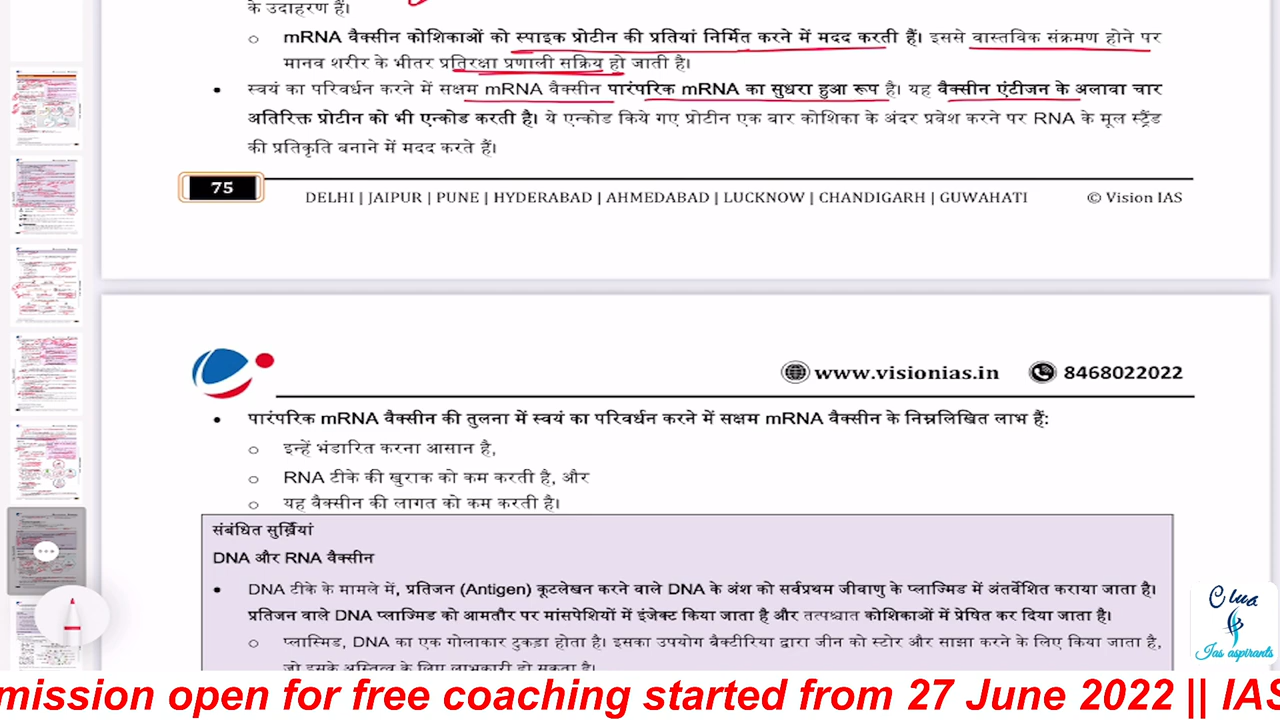 के उदाहरण हैं।
○ mRNA वैक्सीन कोशिकाओं को स्पाइक प्रोटीन की प्रतियां निर्मित करने में मदद करती हैं। इससे वास्तविक संक्रमण होने पर
मानव शरीर के भीतर प्रतिरक्षा प्रणाली सक्रिय हो जाती है।
• स्वयं का परिवर्धन करने में सक्षम mRNA वैक्सीन पारंपरिक mRNA का सुधरा हुआ रूप है। यह वैक्सीन एंटीजन के अलावा चार
अतिरिक्त प्रोटीन को भी एन्कोड करती है। ये एन्कोड किये गए प्रोटीन एक बार कोशिका के अंदर प्रवेश करने पर RNA के मूल स्ट्रैंड
की प्रतिकृति बनाने में मदद करते हैं।
75
DELHI | JAIPUR | PUNE | HYDERABAD | AHMEDABAD | LUCKNOW | CHANDIGARH | GUWAHATI © Vision IAS
www.visionias.in 8468022022
• पारंपरिक mRNA वैक्सीन की तुलना में स्वयं का परिवर्धन करने में सक्षम mRNA वैक्सीन के निम्नलिखित लाभ हैं:
○ इन्हें भंडारित करना आसान है,
○ RNA टीके की खुराक को कम करती है, और
○ यह वैक्सीन की लागत को कम करती है।
संबंधित सुर्ख़ियां
DNA और RNA वैक्सीन
• DNA टीके के मामले में, प्रतिजन (Antigen) कूटलेखन करने वाले DNA के अंश को सर्वप्रथम जीवाणु के प्लाज्मिड में अंतर्वेशित कराया जाता है।
प्रतिजन वाले DNA प्लाज्मिड को आमतौर पर मांसपेशियों में इंजेक्ट किया जाता है और तत्पश्चात कोशिकाओं में प्रेषित कर दिया जाता है।
○ प्लास्मिड, DNA का एक गोल टुकड़ा होता है। इसका उपयोग बैक्टीरिया द्वारा जीन को स्टोर और साझा करने के लिए किया जाता है,
जो इसके अस्तित्व के लिए लाभकारी हो सकता है।
Ias aspirants
mission open for free coaching started from 27 June 2022 || IAS